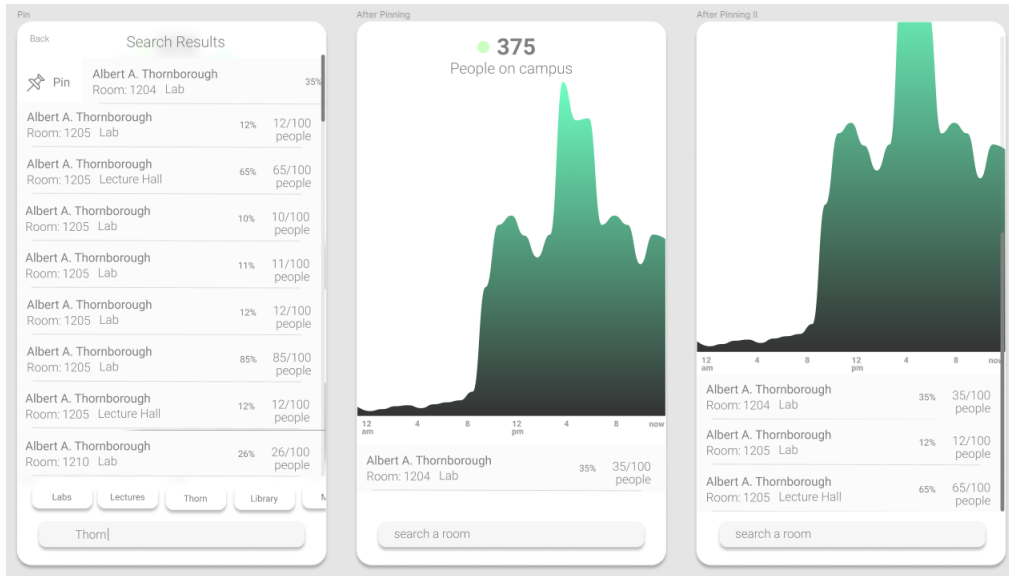 Pin
Back
Search Results
Pin
Albert A. Thornborough
Room: 1204 Lab
35%
Albert A. Thornborough
Room: 1205 Lab
12%
12/100
people
Albert A. Thornborough
Room: 1205 Lecture Hall
65%
65/100
people
Albert A. Thornborough
Room: 1205 Lab
10%
10/100
people
Albert A. Thornborough
Room: 1205 Lab
11%
11/100
people
Albert A. Thornborough
Room: 1205 Lab
12%
12/100
people
Albert A. Thornborough
Room: 1205 Lab
85%
85/100
people
Albert A. Thornborough
Room: 1205 Lecture Hall
12%
12/100
people
Albert A. Thornborough
Room: 1210 Lab
26%
26/100
people
Labs Lectures Thorn Library
Thorn
After Pinning
375
People on campus
12 am 4 8 12 pm 4 8 now
Albert A. Thornborough
Room: 1204 Lab
35%
35/100
people
search a room
After Pinning II
12 am 4 8 12 pm 4 8 now
Albert A. Thornborough
Room: 1204 Lab
35%
35/100
people
Albert A. Thornborough
Room: 1205 Lab
12%
12/100
people
Albert A. Thornborough
Room: 1205 Lecture Hall
65%
65/100
people
search a room